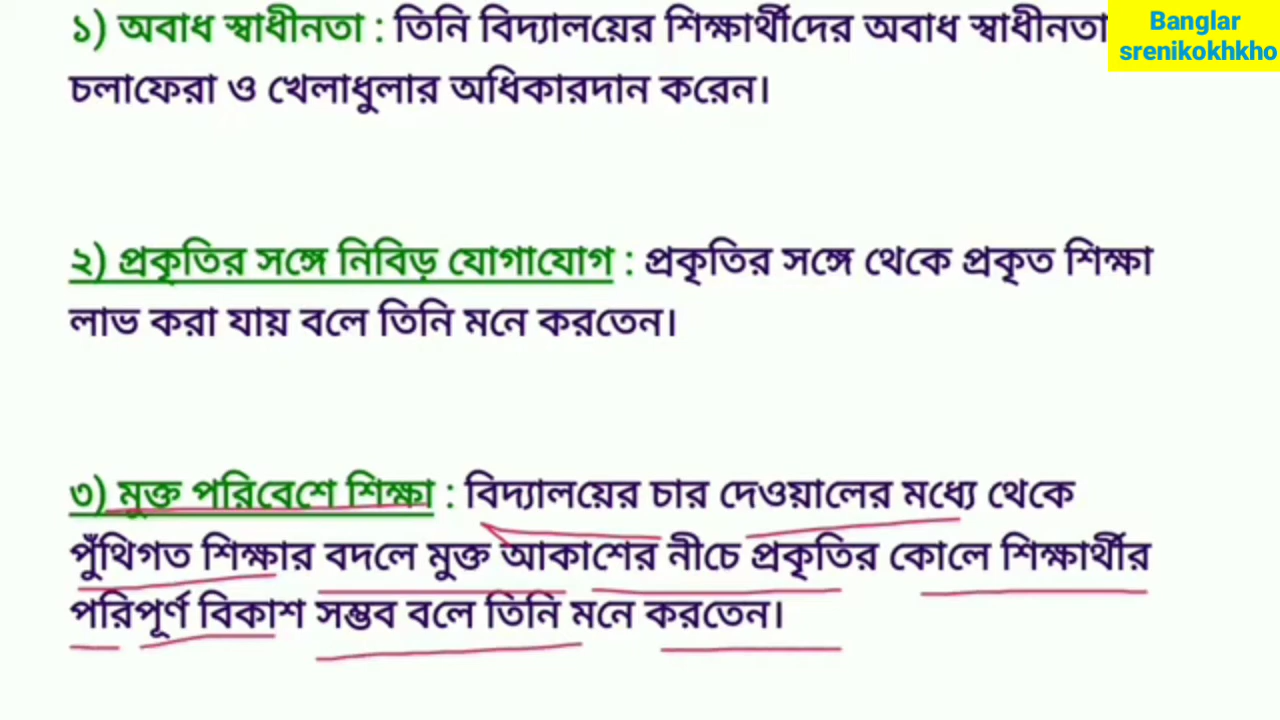 ১) অবাধ স্বাধীনতা : তিনি বিদ্যালয়ের শিক্ষার্থীদের অবাধ স্বাধীনতা
Banglar
srenikokhkho
চলাফেরা ও খেলাধুলার অধিকারদান করেন।
২) প্রকৃতির সঙ্গে নিবিড় যোগাযোগ : প্রকৃতির সঙ্গে থেকে প্রকৃত শিক্ষা
লাভ করা যায় বলে তিনি মনে করতেন।
৩) মুক্ত পরিবেশে শিক্ষা : বিদ্যালয়ের চার দেওয়ালের মধ্যে থেকে
পুঁথিগত শিক্ষার বদলে মুক্ত আকাশের নীচে প্রকৃতির কোলে শিক্ষার্থীর
পরিপূর্ণ বিকাশ সম্ভব বলে তিনি মনে করতেন।